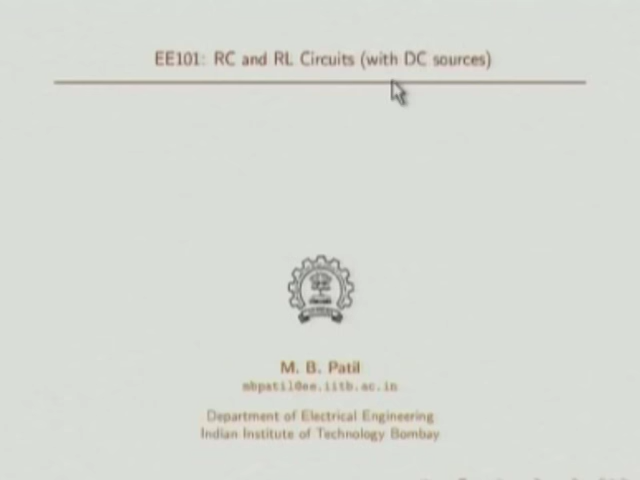 EE101: RC and RL Circuits (with DC sources)
M. B. Patil
mbpatil@ee.iitb.ac.in
Department of Electrical Engineering
Indian Institute of Technology Bombay